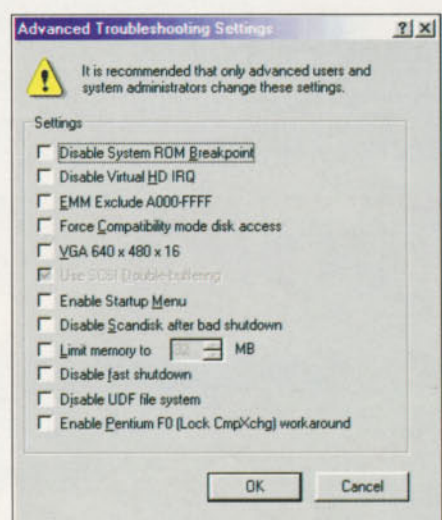 Advanced Troubleshooting Settings
It is recommended that only advanced users and
system administrators change these settings.
Settings
Disable System ROM Breakpoint
Disable Virtual HD IRQ
EMM Exclude A000-FFFF
Force Compatibility mode disk access
VGA 640 x 480 x 16
Use SCSI Double-buffering
Enable Startup Menu
Disable Scandisk after bad shutdown
Limit memory to 32 MB
Disable fast shutdown
Disable UDF file system
Enable Pentium F0 (Lock CmpXchg) workaround
OK Cancel